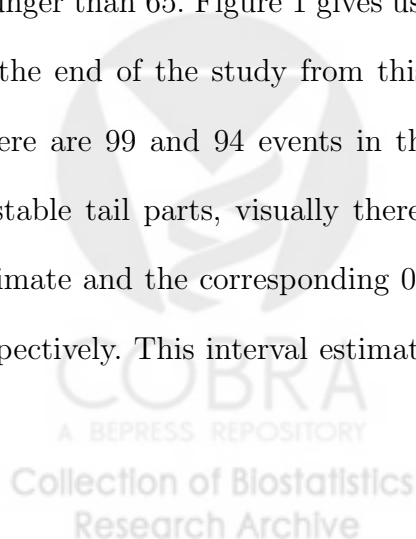 nger than 65. Figure 1 gives us
the end of the study from this
ere are 99 and 94 events in th
stable tail parts, visually there
imate and the corresponding 0
pectively. This interval estimat
COBRA
A BEPRESS REPOSITORY
Collection of Biostatistics
Research Archive